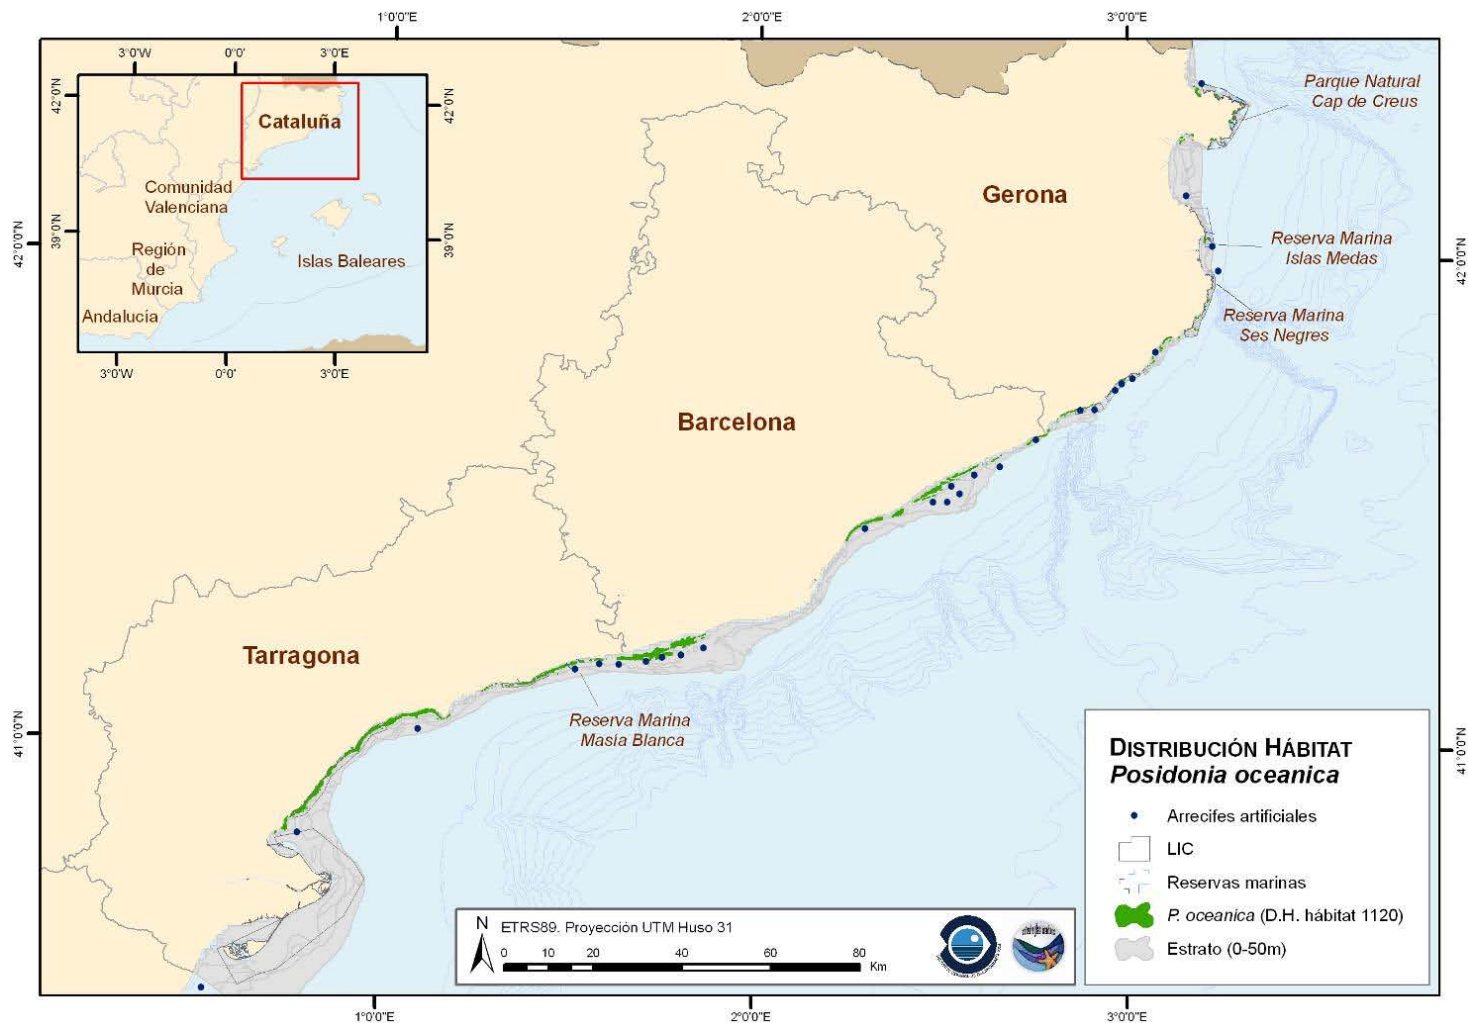 1°0'0"E
2°0'0"E
3°0'0"E
3°0'W
0°0'
3°0'E
42°0'N
42°0'N
Cataluña
Comunidad
Valenciana
39°0'N
39°0'N
Región
de
Murcia
Islas Baleares
Andalucía
3°0'W
0°0'
3°0'E
Parque Natural
Cap de Creus
Gerona
Reserva Marina
Islas Medas
42°0'0"N
42°0'0"N
Reserva Marina
Ses Negres
Barcelona
Tarragona
Reserva Marina
Masía Blanca
41°0'0"N
41°0'0"N
DISTRIBUCIÓN HÁBITAT
Posidonia oceanica
Arrecifes artificiales
LIC
Reservas marinas
P. oceanica (D.H. hábitat 1120)
Estrato (0-50m)
N
ETRS89. Proyección UTM Huso 31
0 10 20 40 60 80
Km
1°0'0"E
2°0'0"E
3°0'0"E